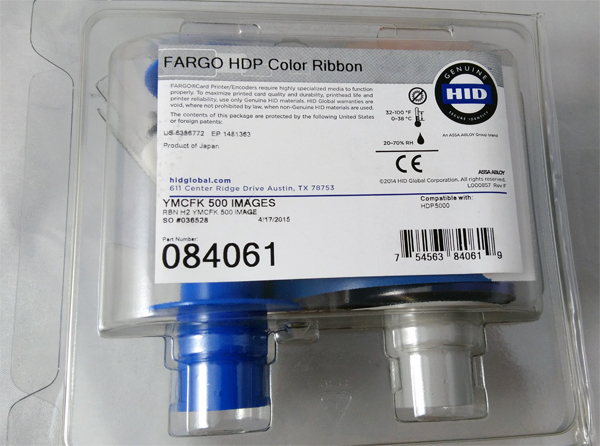 FARGO HDP Color Ribbon
FARGO®Card Printer/Encoders require highly specialized media to function
properly. To maximize printed card quality and durability, printhead life and
printer reliability, use only Genuine HID materials. HID Global warranties are
void, where not prohibited by law, when non-Genuine HID materials are used.
The contents of this package are protected by the following United States
or foreign patents:
US 6386772 EP 1481363
Product of Japan
32-100 °F
0-38 °C
20-70% RH
CE
GENUINE
HID
SECURE IDENTITY
An ASSA ABLOY Group brand
ASSA ABLOY
hidglobal.com
611 Center Ridge Drive Austin, TX 78753
©2014 HID Global Corporation. All rights reserved.
L000857 Rev F
YMCFK 500 IMAGES
RBN H2 YMCFK 500 IMAGE
SO #036528 4/17/2015
Compatible with:
HDP5000
Part Number:
084061
7 54563 84061 9